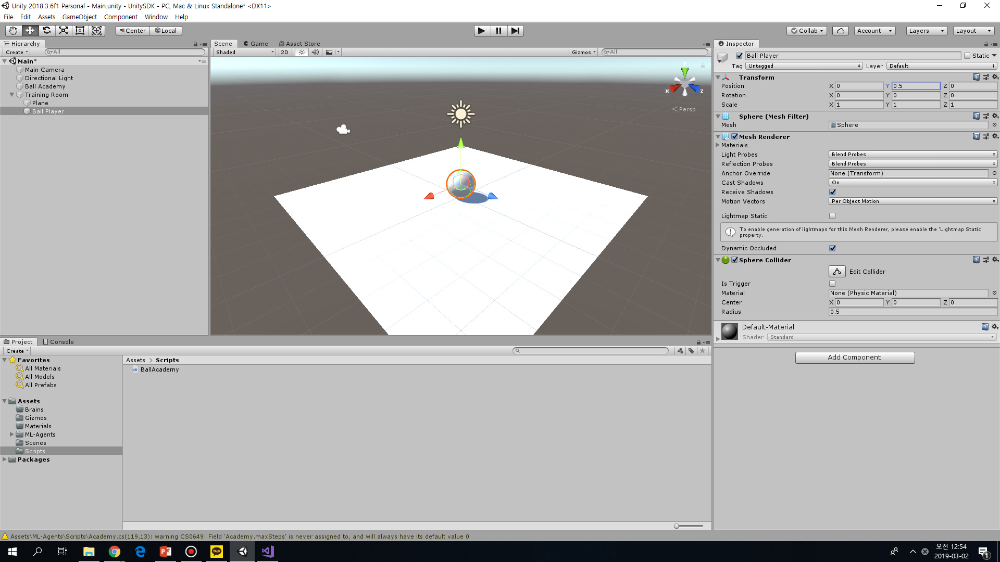 Unity 2018.3.6f1 Personal - Main.unity - UnitySDK - PC, Mac & Linux Standalone* <DX11>
File Edit Assets GameObject Component Window Help
Center Local
Collab Account Layers Layout
Hierarchy
Create All
Main*
Main Camera
Directional Light
Ball Academy
Training Room
Plane
Ball Player
Scene Game Asset Store
Shaded 2D Gizmos All
y
x z
Persp
Inspector
Ball Player Static
Tag Untagged Layer Default
Transform
Position X 0 Y 0.5 Z 0
Rotation X 0 Y 0 Z 0
Scale X 1 Y 1 Z 1
Sphere (Mesh Filter)
Mesh Sphere
Mesh Renderer
Materials
Light Probes Blend Probes
Reflection Probes Blend Probes
Anchor Override None (Transform)
Cast Shadows On
Receive Shadows
Motion Vectors Per Object Motion
Lightmap Static
To enable generation of lightmaps for this Mesh Renderer, please enable the 'Lightmap Static'
property.
Dynamic Occluded
Sphere Collider
Edit Collider
Is Trigger
Material None (Physic Material)
Center X 0 Y 0 Z 0
Radius 0.5
Default-Material
Shader Standard
Add Component
Project Console
Create
Favorites
All Materials
All Models
All Prefabs
Assets
Brains
Gizmos
Materials
ML-Agents
Scenes
Scripts
Packages
Assets > Scripts
BallAcademy
Assets\ML-Agents\Scripts\Academy.cs(119,13): warning CS0649: Field 'Academy.maxSteps' is never assigned to, and will always have its default value 0
TALK
오전 12:54
2019-03-02
1